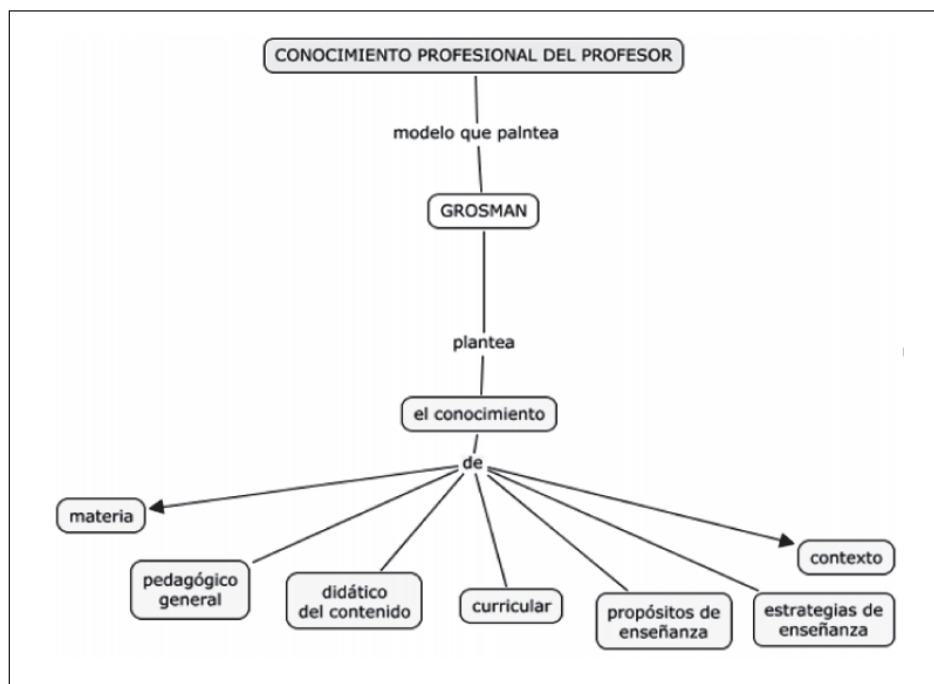 CONOCIMIENTO PROFESIONAL DEL PROFESOR
modelo que palntea
GROSMAN
plantea
el conocimiento
de
materia
pedagógico
general
didático
del contenido
curricular
propósitos de
enseñanza
estrategias de
enseñanza
contexto